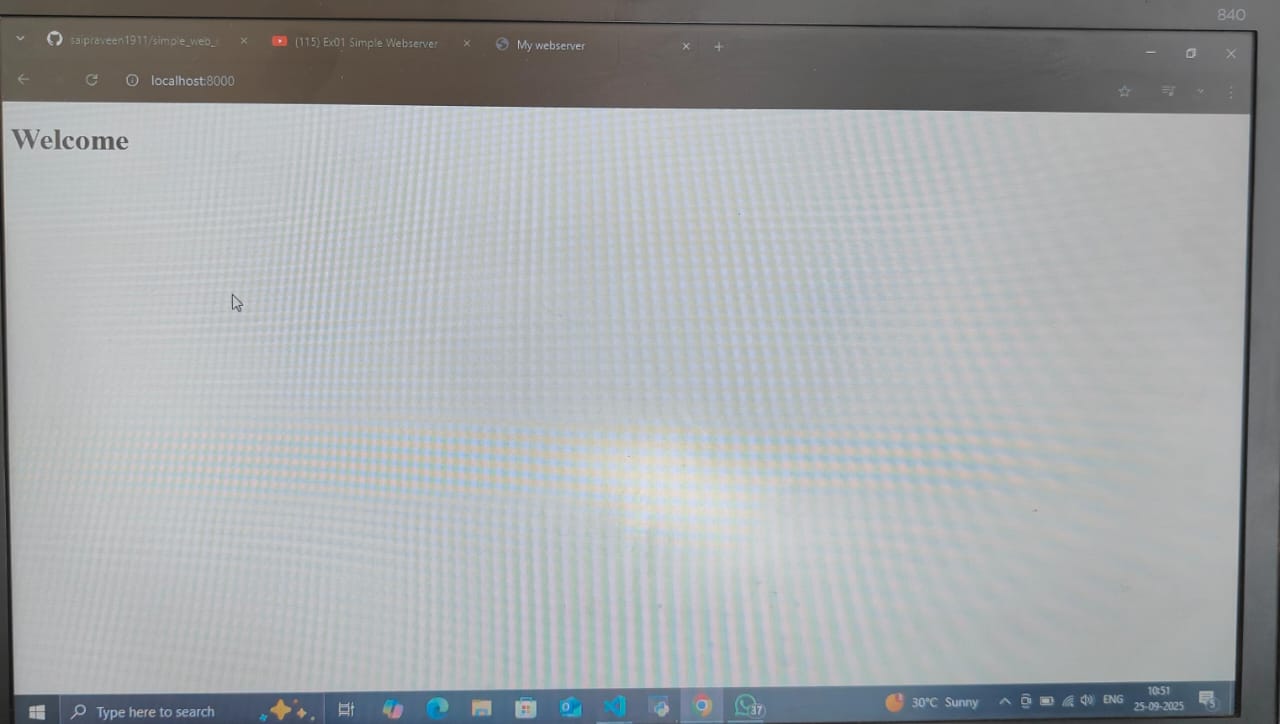 840
saipraveen1911/simple_web_
(115) Ex01 Simple Webserver
My webserver
localhost:8000
Welcome
Type here to search
37
30°C Sunny
ENG
10:51
25-09-2025
5